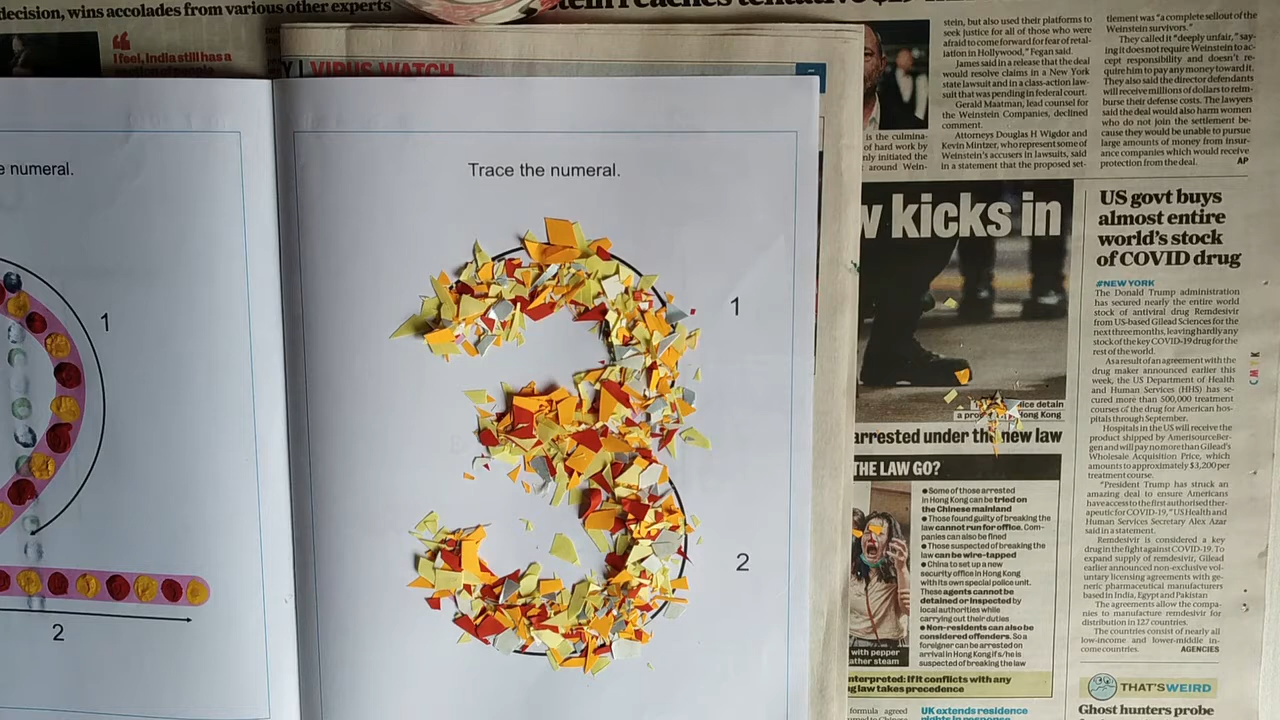 decision, wins accolades from various other experts
I feel, India still has a
VIRUS WATCH
numeral.
1
2
Trace the numeral.
1
2
is the culmina-
of hard work by
initiated the
around Wein-
stein, but also used their platforms to
seek justice for all of those who were
afraid to come forward for fear of retal-
iation in Hollywood," Fegan said.
James said in a release that the deal
would resolve claims in a New York
state lawsuit and in a class-action law-
suit that was pending in federal court.
Gerald Maatman, lead counsel for
the Weinstein Companies, declined
comment.
Attorneys Douglas H Wigdor and
Kevin Mintzer, who represent some of
Weinstein's accusers in lawsuits, said
in a statement that the proposed set-
tlement was "a complete sellout of the
Weinstein survivors."
They called it "deeply unfair," say-
ing it does not require Weinstein to ac-
cept responsibility and doesn't re-
quire him to pay any money toward it.
They also said the director defendants
will receive millions of dollars to reim-
burse their defense costs. The lawyers
said the deal would also harm women
who do not join the settlement be-
cause they would be unable to pursue
large amounts of money from insur-
ance companies which would receive
protection from the deal. AP
kicks in
detain
Hong Kong
arrested under the new law
THE LAW GO?
● Some of those arrested
in Hong Kong can be tried on
the Chinese mainland
● Those found guilty of breaking the
law cannot run for office. Com-
panies can also be fined
● Those suspected of breaking the
law can be wire-tapped
● China to set up a new
security office in Hong Kong
with its own special police unit.
These agents cannot be
detained or inspected by
local authorities while
carrying out their duties
● Non-residents can also be
considered offenders. So a
foreigner can be arrested on
arrival in Hong Kong if s/he is
suspected of breaking the law
with pepper
steam
nterpreted: If it conflicts with any
law takes precedence
formula agreed
UK extends residence
rights in response
US govt buys
almost entire
world's stock
of COVID drug
#NEW YORK
The Donald Trump administration
has secured nearly the entire world
stock of antiviral drug Remdesivir
from US-based Gilead Sciences for the
next three months, leaving hardly any
stock of the key COVID-19 drug for the
rest of the world.
As a result of an agreement with the
drug maker announced earlier this
week, the US Department of Health
and Human Services (HHS) has se-
cured more than 500,000 treatment
courses of the drug for American hos-
pitals through September.
Hospitals in the US will receive the
product shipped by Amerisourceber-
gen and will pay no more than Gilead's
Wholesale Acquisition Price, which
amounts to approximately $3,200 per
treatment course.
"President Trump has struck an
amazing deal to ensure Americans
have access to the first authorised ther-
apeutic for COVID-19," US Health and
Human Services Secretary Alex Azar
said in a statement.
Remdesivir is considered a key
drug in the fight against COVID-19. To
expand supply of remdesivir, Gilead
earlier announced non-exclusive vol-
untary licensing agreements with ge-
neric pharmaceutical manufacturers
based in India, Egypt and Pakistan
The agreements allow the compa-
nies to manufacture remdesivir for
distribution in 127 countries.
The countries consist of nearly all
low-income and lower-middle in-
come countries. AGENCIES
C M Y K
THAT'S WEIRD
Ghost hunters probe